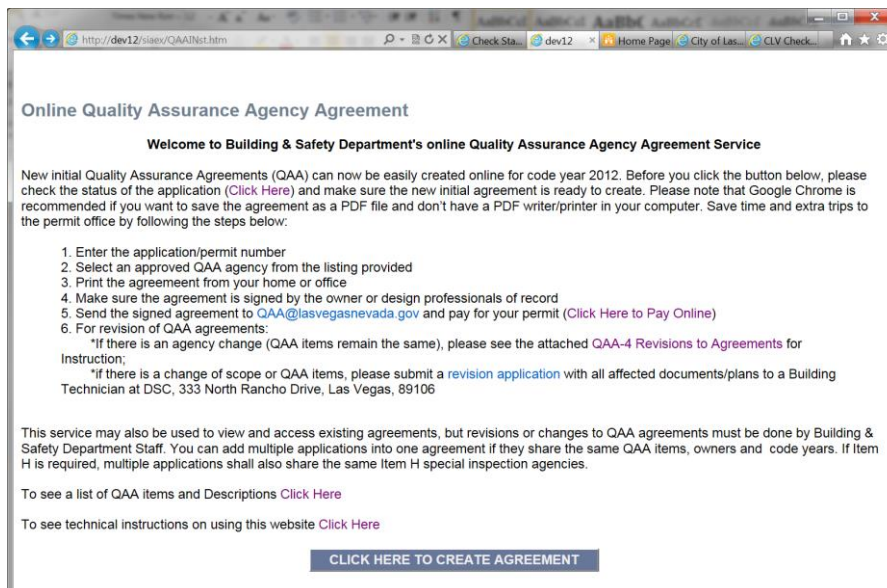 http://dev12/siaex/QAAINst.htm
Check Sta...
dev12
Home Page
City of Las...
CLV Check...
Online Quality Assurance Agency Agreement
Welcome to Building & Safety Department's online Quality Assurance Agency Agreement Service
New initial Quality Assurance Agreements (QAA) can now be easily created online for code year 2012. Before you click the button below, please
check the status of the application (Click Here) and make sure the new initial agreement is ready to create. Please note that Google Chrome is
recommended if you want to save the agreement as a PDF file and don't have a PDF writer/printer in your computer. Save time and extra trips to
the permit office by following the steps below:
1. Enter the application/permit number
2. Select an approved QAA agency from the listing provided
3. Print the agreement from your home or office
4. Make sure the agreement is signed by the owner or design professionals of record
5. Send the signed agreement to QAA@lasvegasnevada.gov and pay for your permit (Click Here to Pay Online)
6. For revision of QAA agreements:
*If there is an agency change (QAA items remain the same), please see the attached QAA-4 Revisions to Agreements for
Instruction;
*if there is a change of scope or QAA items, please submit a revision application with all affected documents/plans to a Building
Technician at DSC, 333 North Rancho Drive, Las Vegas, 89106
This service may also be used to view and access existing agreements, but revisions or changes to QAA agreements must be done by Building &
Safety Department Staff. You can add multiple applications into one agreement if they share the same QAA items, owners and code years. If Item
H is required, multiple applications shall also share the same Item H special inspection agencies.
To see a list of QAA items and Descriptions Click Here
To see technical instructions on using this website Click Here
CLICK HERE TO CREATE AGREEMENT